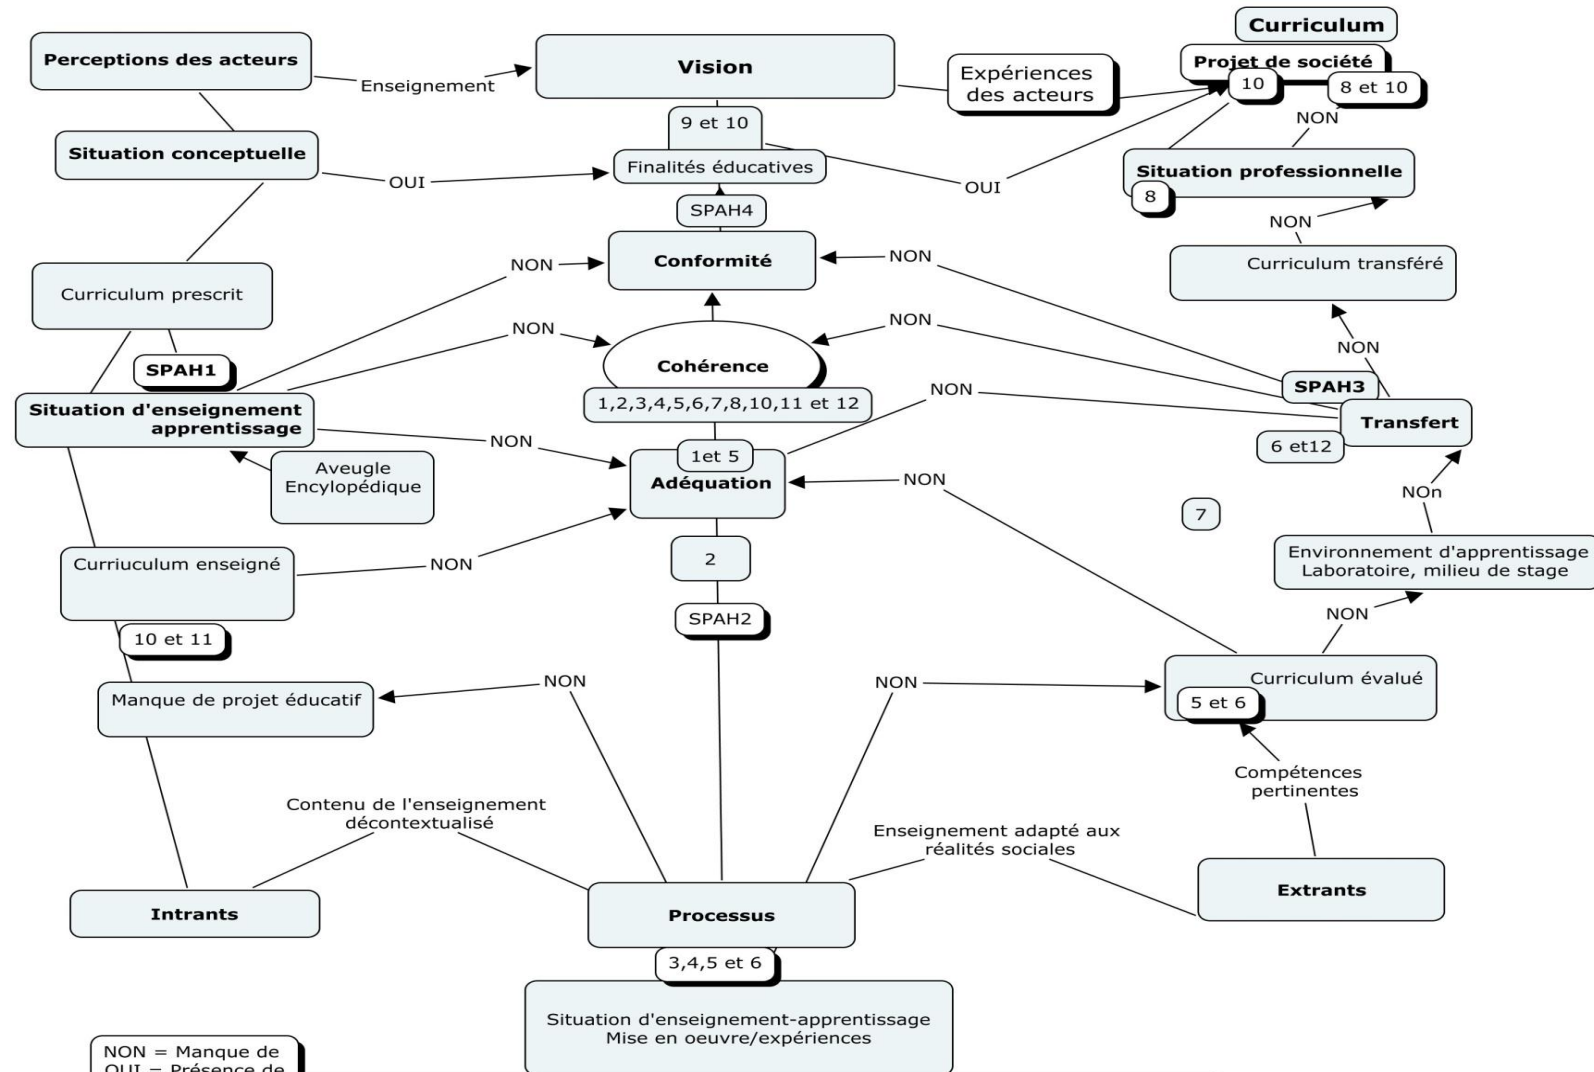 Curriculum
Perceptions des acteurs
Enseignement
Vision
Expériences
des acteurs
Projet de société
10
8 et 10
NON
9 et 10
Situation conceptuelle
OUI
Finalités éducatives
OUI
Situation professionnelle
8
SPAH4
NON
Conformité
NON
NON
Curriculum transféré
Curriculum prescrit
NON
NON
NON
SPAH1
Cohérence
SPAH3
1,2,3,4,5,6,7,8,10,11 et 12
NON
Situation d'enseignement
apprentissage
Transfert
NON
1et 5
6 et12
Aveugle
Encylopédique
Adéquation
NON
NOn
7
2
Curriuculum enseigné
NON
Environnement d'apprentissage
Laboratoire, milieu de stage
SPAH2
NON
10 et 11
NON
NON
Manque de projet éducatif
Curriculum évalué
5 et 6
Compétences
pertinentes
Contenu de l'enseignement
décontextualisé
Enseignement adapté aux
réalités sociales
Intrants
Processus
Extrants
3,4,5 et 6
Situation d'enseignement-apprentissage
Mise en oeuvre/expériences
NON = Manque de
OUI = Présence de